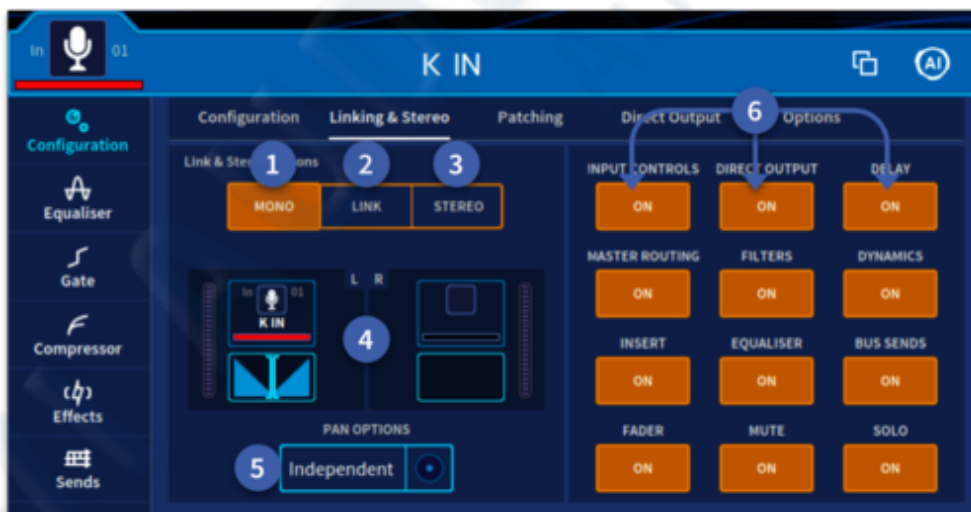 In 01
K IN
AI
Configuration
Equaliser
Gate
Compressor
Effects
Sends
Configuration Linking & Stereo Patching Direct Output Options
6
Link & Stereo
1 2 3
MONO LINK STEREO
L R
In 01
K IN
4
PAN OPTIONS
5 Independent
INPUT CONTROLS DIRECT OUTPUT DELAY
ON ON ON
MASTER ROUTING FILTERS DYNAMICS
ON ON ON
INSERT EQUALISER BUS SENDS
ON ON ON
FADER MUTE SOLO
ON ON ON